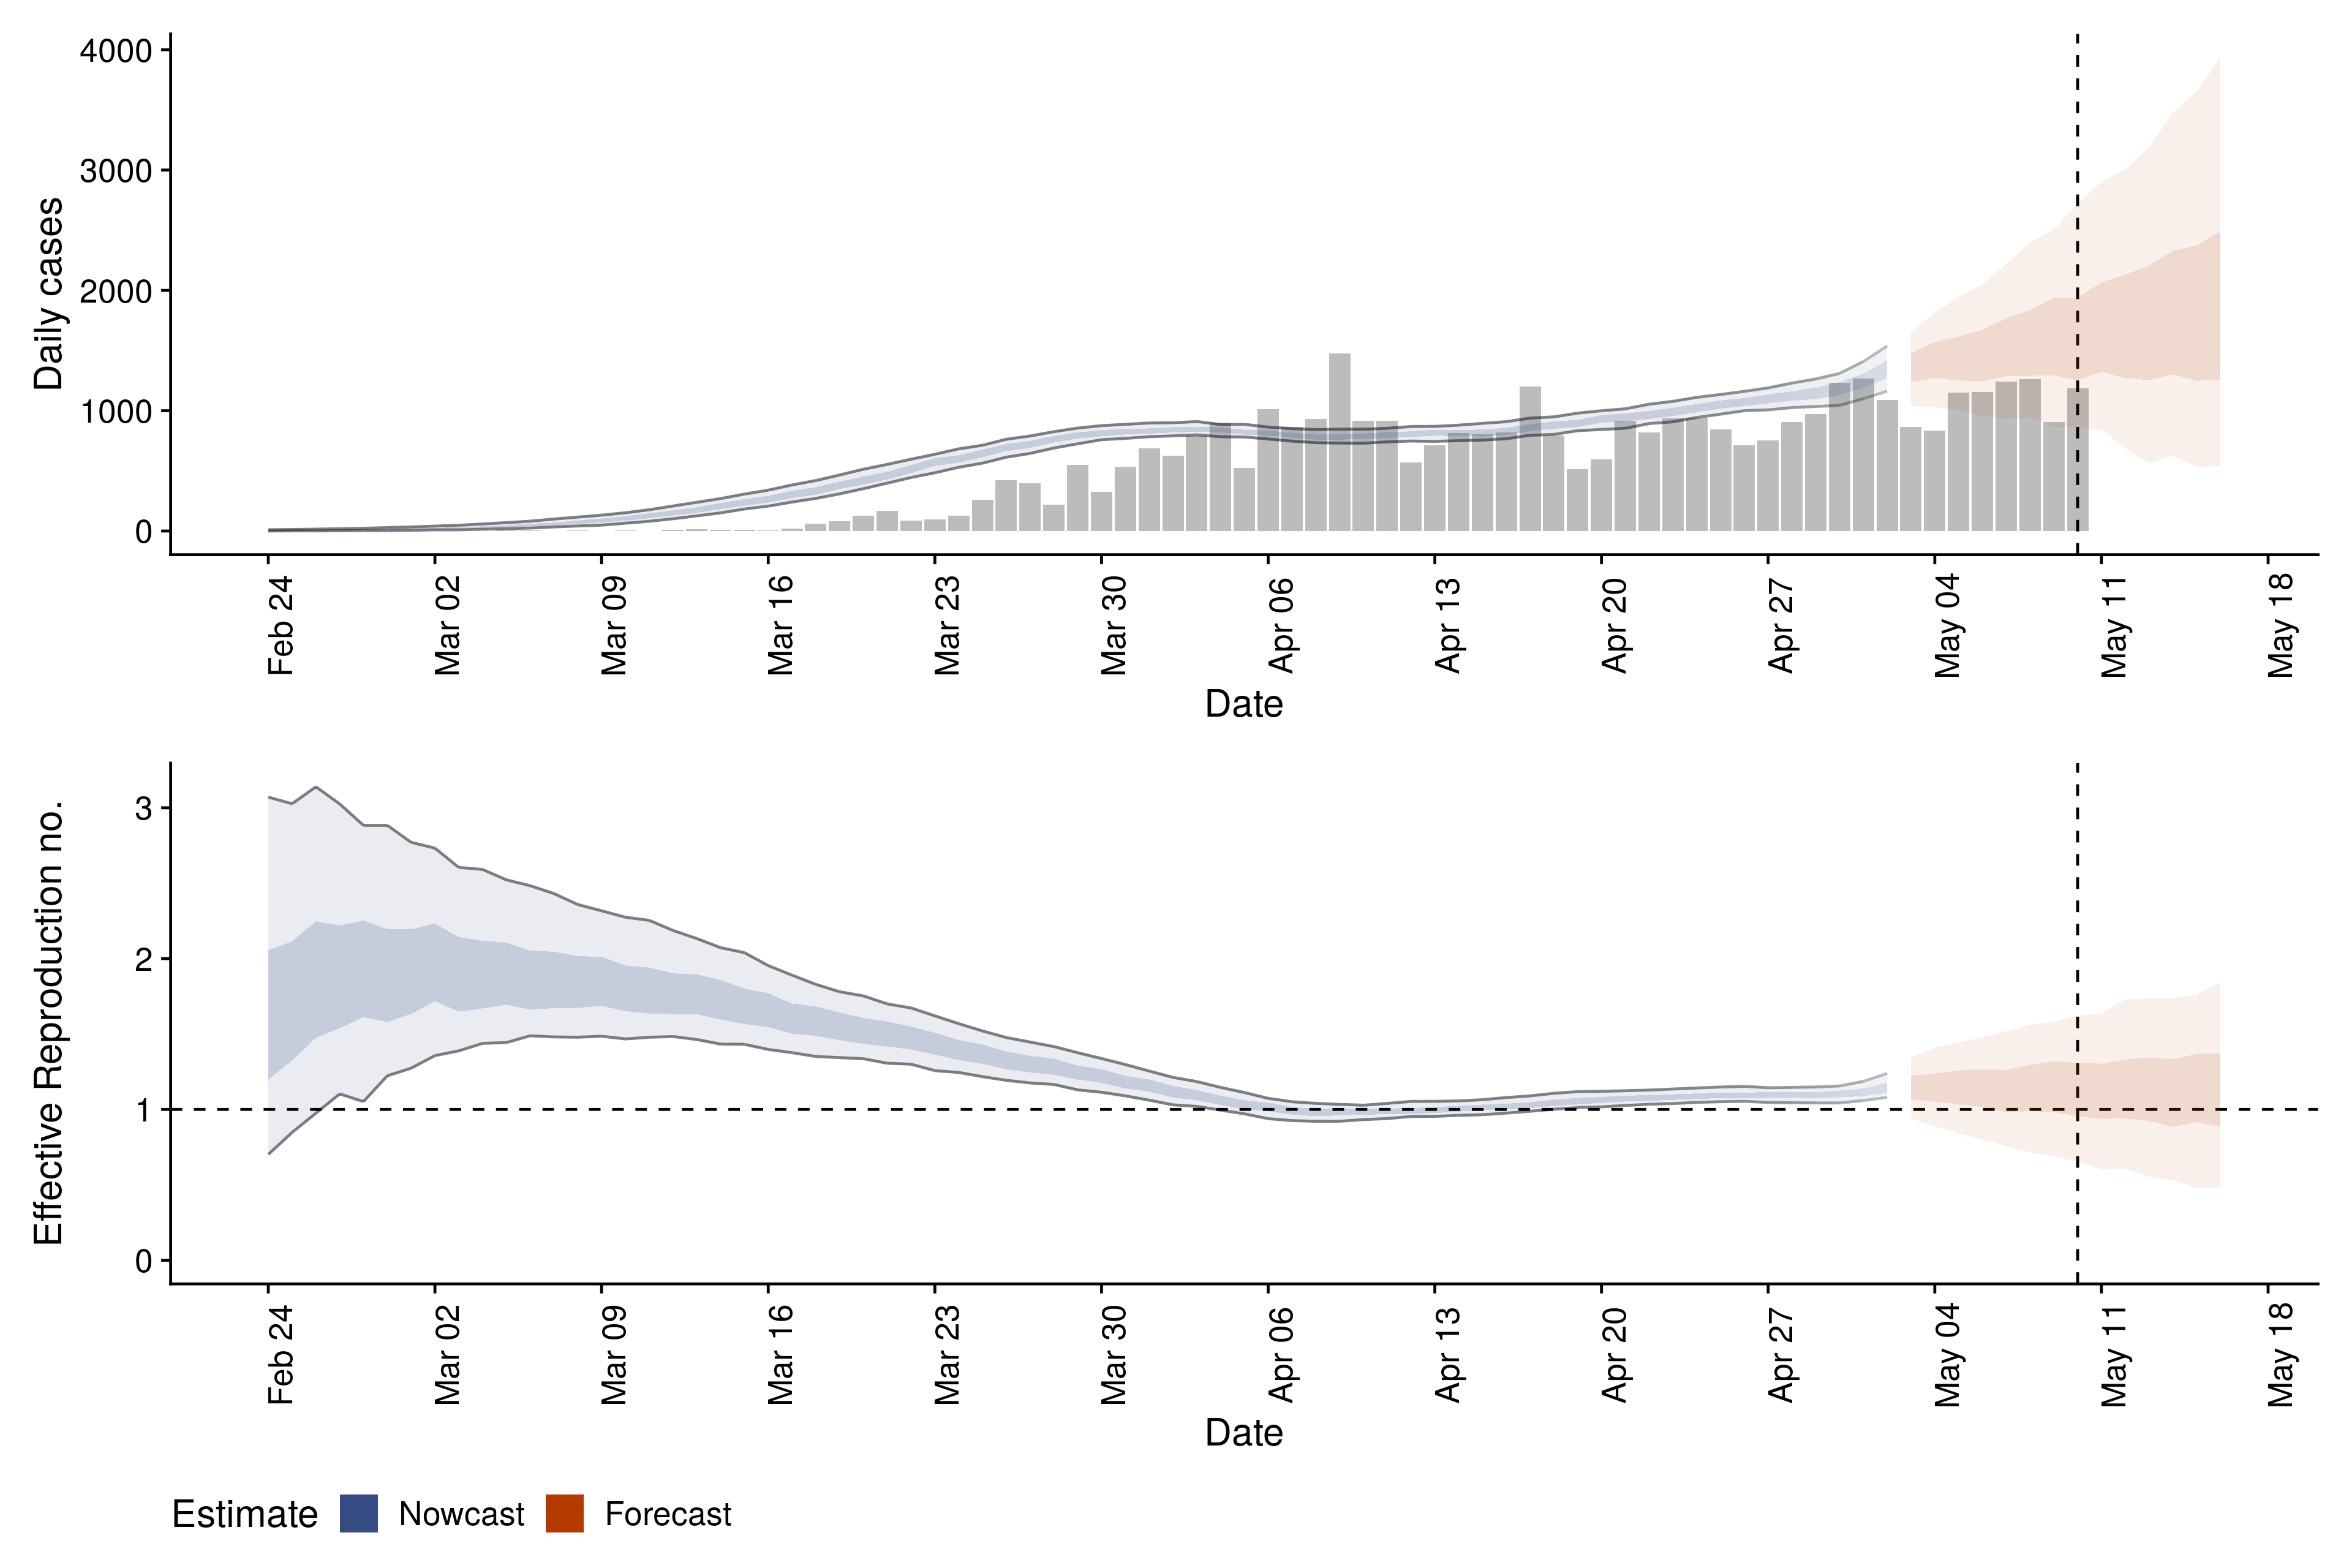 4000
3000
2000
1000
0
Daily cases
Feb 24
Mar 02
Mar 09
Mar 16
Mar 23
Mar 30
Apr 06
Apr 13
Apr 20
Apr 27
May 04
May 11
May 18
Date
3
2
1
0
Effective Reproduction no.
Feb 24
Mar 02
Mar 09
Mar 16
Mar 23
Mar 30
Apr 06
Apr 13
Apr 20
Apr 27
May 04
May 11
May 18
Date
Estimate Nowcast Forecast